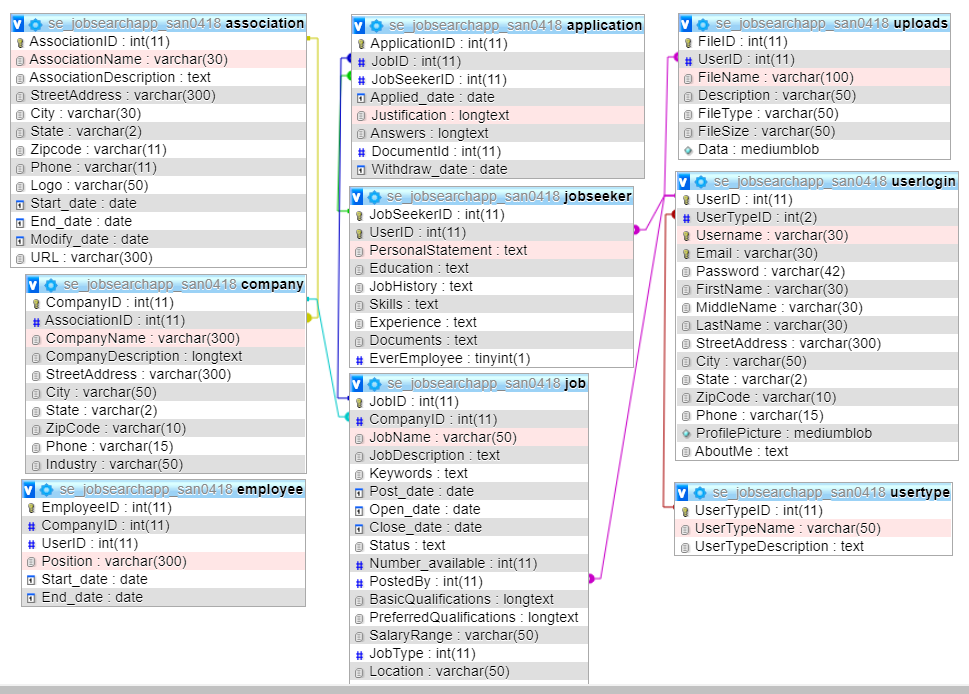 se_jobsearchapp_san0418 association
AssociationID : int(11)
AssociationName : varchar(30)
AssociationDescription : text
StreetAddress : varchar(300)
City : varchar(30)
State : varchar(2)
Zipcode : varchar(11)
Phone : varchar(11)
Logo : varchar(50)
Start_date : date
End_date : date
Modify_date : date
URL : varchar(300)
se_jobsearchapp_san0418 company
CompanyID : int(11)
AssociationID : int(11)
CompanyName : varchar(300)
CompanyDescription : longtext
StreetAddress : varchar(300)
City : varchar(50)
State : varchar(2)
ZipCode : varchar(10)
Phone : varchar(15)
Industry : varchar(50)
se_jobsearchapp_san0418 employee
EmployeeID : int(11)
CompanyID : int(11)
UserID : int(11)
Position : varchar(300)
Start_date : date
End_date : date
se_jobsearchapp_san0418 application
ApplicationID : int(11)
JobID : int(11)
JobSeekerID : int(11)
Applied_date : date
Justification : longtext
Answers : longtext
DocumentId : int(11)
Withdraw_date : date
se_jobsearchapp_san0418 jobseeker
JobSeekerID : int(11)
UserID : int(11)
PersonalStatement : text
Education : text
JobHistory : text
Skills : text
Experience : text
Documents : text
EverEmployee : tinyint(1)
se_jobsearchapp_san0418 job
JobID : int(11)
CompanyID : int(11)
JobName : varchar(50)
JobDescription : text
Keywords : text
Post_date : date
Open_date : date
Close_date : date
Status : text
Number_available : int(11)
PostedBy : int(11)
BasicQualifications : longtext
PreferredQualifications : longtext
SalaryRange : varchar(50)
JobType : int(11)
Location : varchar(50)
se_jobsearchapp_san0418 uploads
FileID : int(11)
UserID : int(11)
FileName : varchar(100)
Description : varchar(50)
FileType : varchar(50)
FileSize : varchar(50)
Data : mediumblob
se_jobsearchapp_san0418 userlogin
UserID : int(11)
UserTypeID : int(2)
Username : varchar(30)
Email : varchar(30)
Password : varchar(42)
FirstName : varchar(30)
MiddleName : varchar(30)
LastName : varchar(30)
StreetAddress : varchar(300)
City : varchar(50)
State : varchar(2)
ZipCode : varchar(10)
Phone : varchar(15)
ProfilePicture : mediumblob
AboutMe : text
se_jobsearchapp_san0418 usertype
UserTypeID : int(11)
UserTypeName : varchar(50)
UserTypeDescription : text